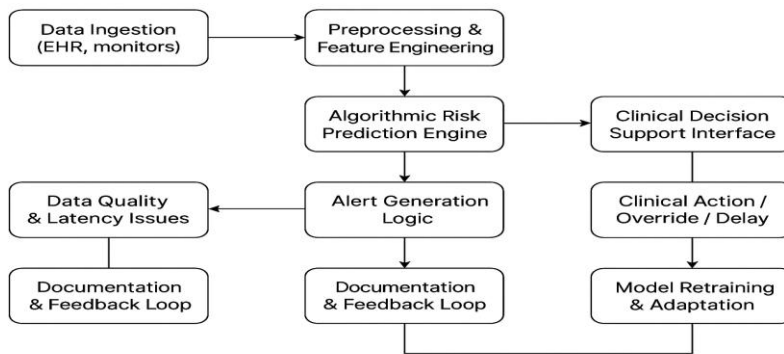 Data Ingestion
(EHR, monitors)
Preprocessing &
Feature Engineering
Algorithmic Risk
Prediction Engine
Clinical Decision
Support Interface
Data Quality
& Latency Issues
Alert Generation
Logic
Clinical Action /
Override / Delay
Documentation
& Feedback Loop
Documentation
& Feedback Loop
Model Retraining
& Adaptation